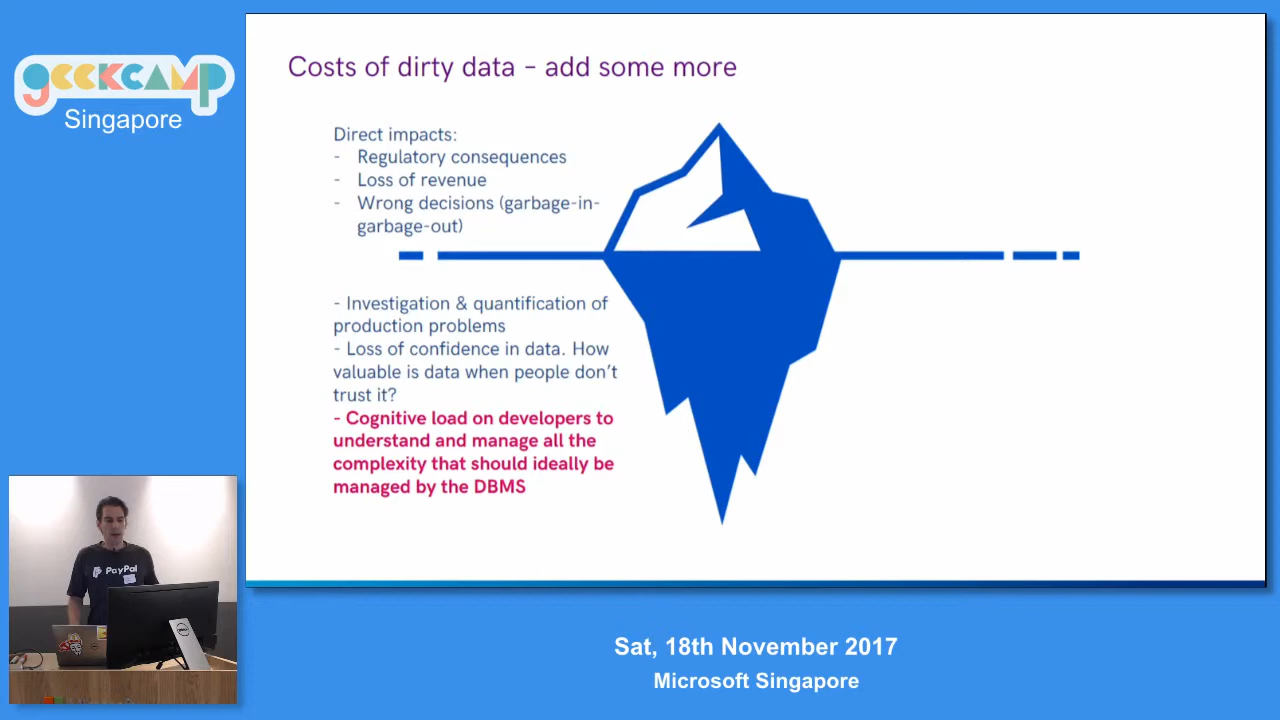 geekcamp
Singapore
Costs of dirty data – add some more
Direct impacts:
- Regulatory consequences
- Loss of revenue
- Wrong decisions (garbage-in-
garbage-out)
- Investigation & quantification of
production problems
- Loss of confidence in data. How
valuable is data when people don't
trust it?
- Cognitive load on developers to
understand and manage all the
complexity that should ideally be
managed by the DBMS
PayPal
DELL
Sat, 18th November 2017
Microsoft Singapore